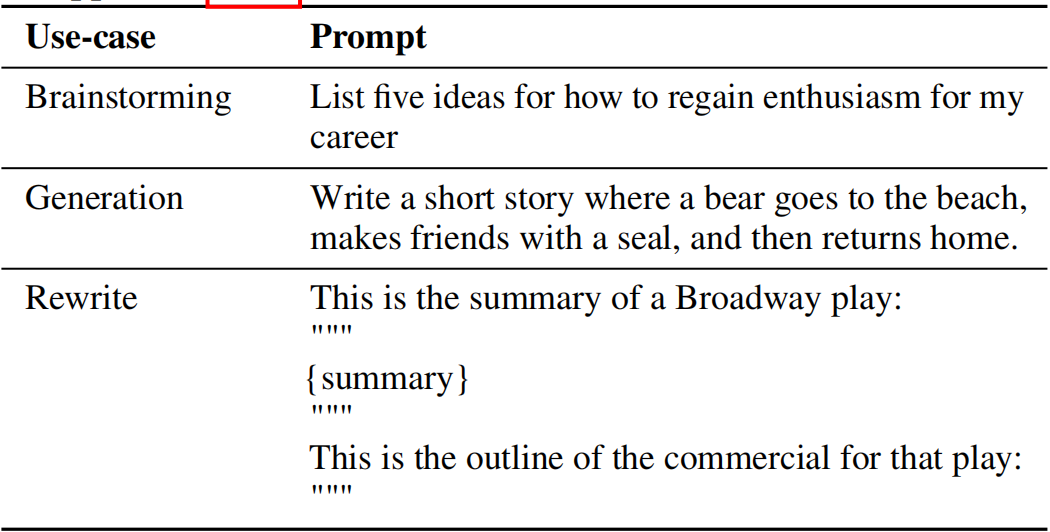 Use-case Prompt
Brainstorming List five ideas for how to regain enthusiasm for my
career
Generation Write a short story where a bear goes to the beach,
makes friends with a seal, and then returns home.
Rewrite This is the summary of a Broadway play:
"""
{summary}
"""
This is the outline of the commercial for that play:
"""